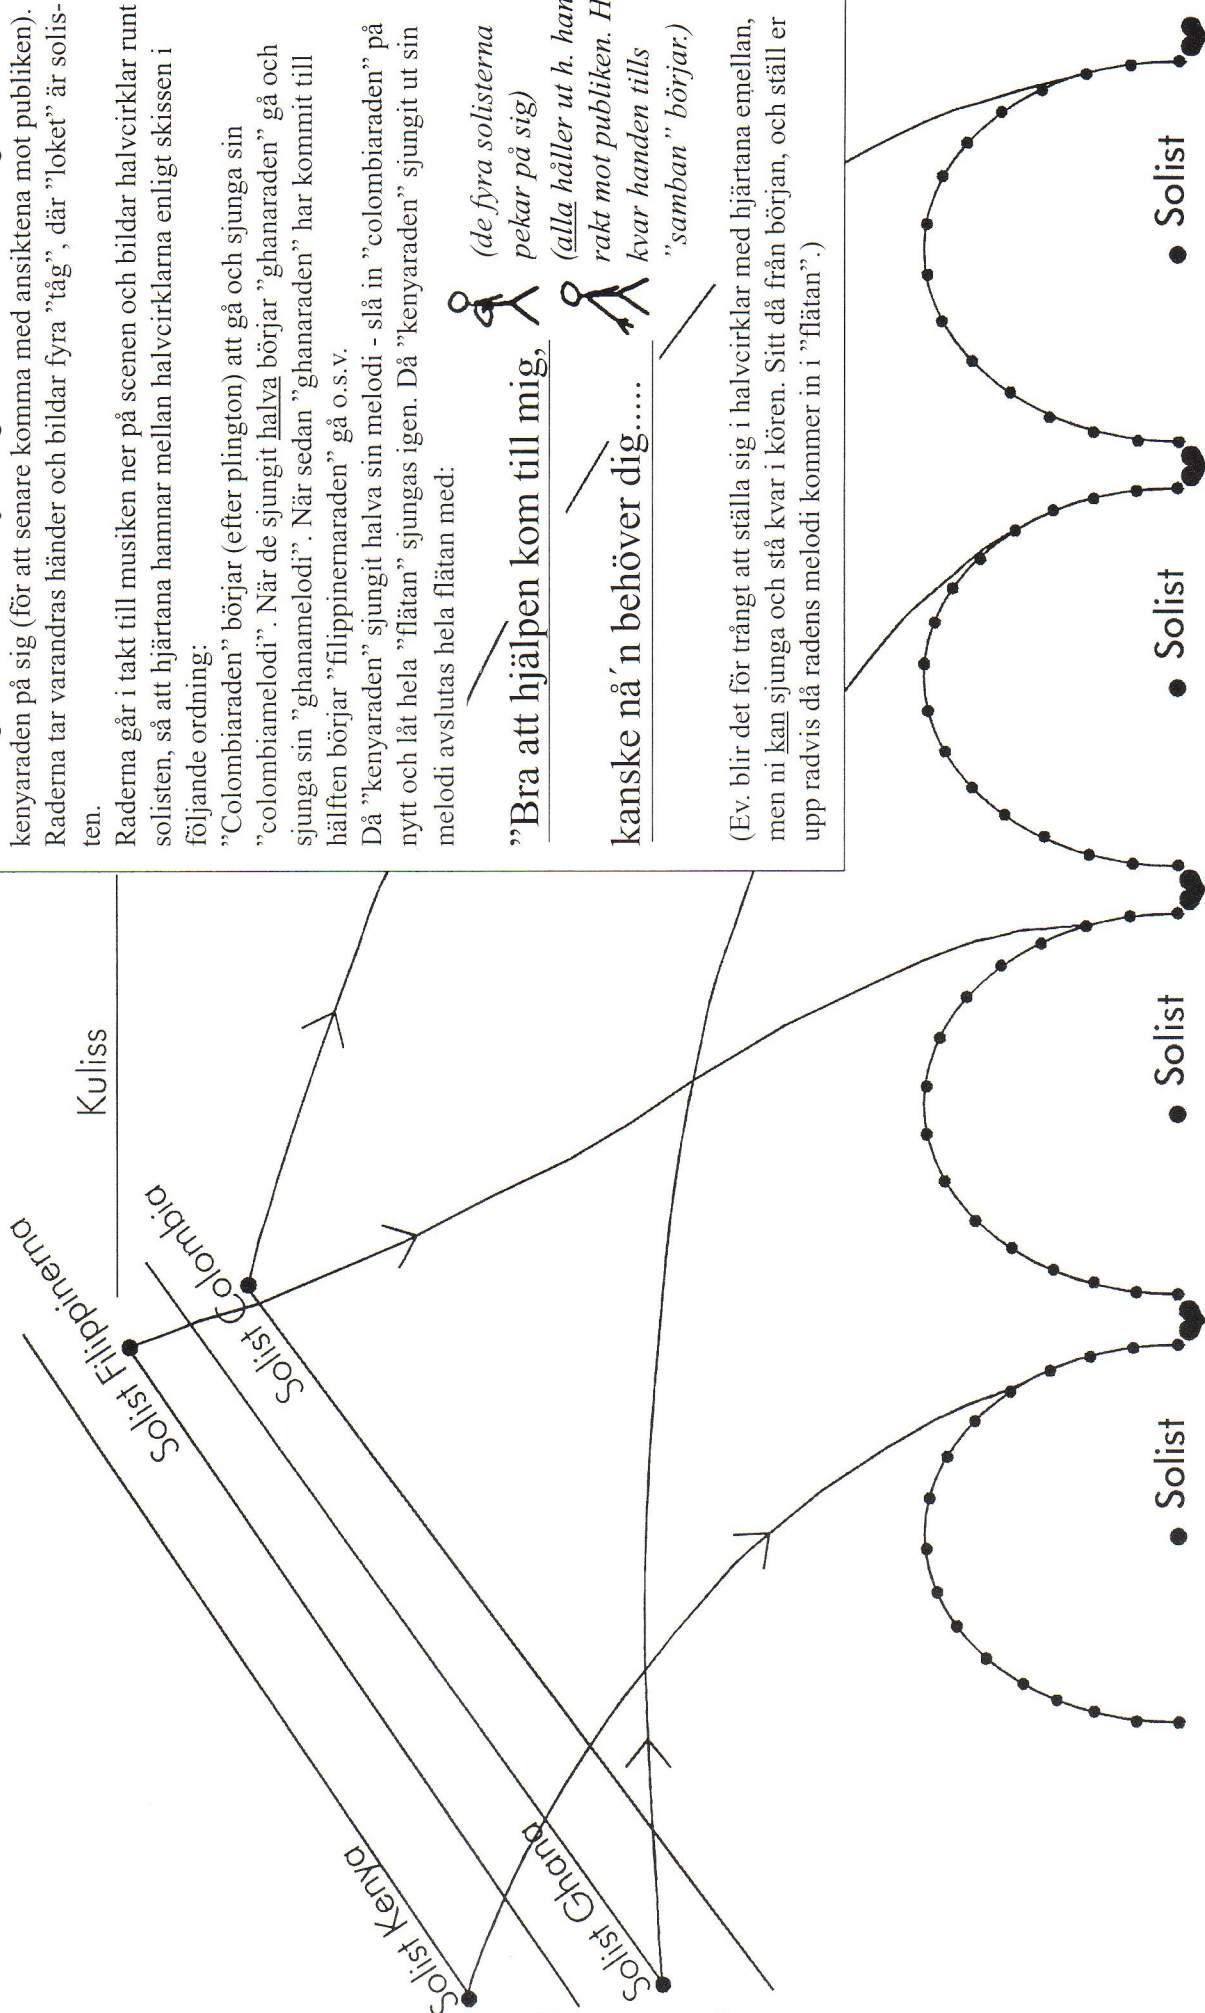 kenyaraden på sig (för att senare komma med ansiktena mot publiken).
Raderna tar varandras händer och bildar fyra ”tåg”, där ”loket” är solis-
ten.
Raderna går i takt till musiken ner på scenen och bildar halvcirklar runt
solisten, så att hjärtana hamnar mellan halvcirklarna enligt skissen i
följande ordning:
”Colombiaraden” börjar (efter plington) att gå och sjunga sin
”colombiamelodi”. När de sjungit halva börjar ”ghanaraden” gå och
sjunga sin ”ghanamelodi”. När sedan ”ghanaraden” har kommit till
hälften börjar ”filippinernaraden” gå o.s.v.
Då ”kenyaraden” sjungit halva sin melodi - slå in ”colombiaraden” på
nytt och låt hela ”flätan” sjungas igen. Då ”kenyaraden” sjungit ut sin
melodi avslutas hela flätan med:
”Bra att hjälpen kom till mig,
(de fyra solisterna
pekar på sig)
kanske nå´n behöver dig.....
(alla håller ut h. han
rakt mot publiken. H
kvar handen tills
”samban” börjar.)
(Ev. blir det för trångt att ställa sig i halvcirklar med hjärtana emellan,
men ni kan sjunga och stå kvar i kören. Sitt då från början, och ställ er
upp radvis då radens melodi kommer in i ”flätan”.)
Kuliss
Solist Filippinerna
Solist Colombia
Solist Kenya
Solist Ghana
Solist
Solist
Solist
Solist